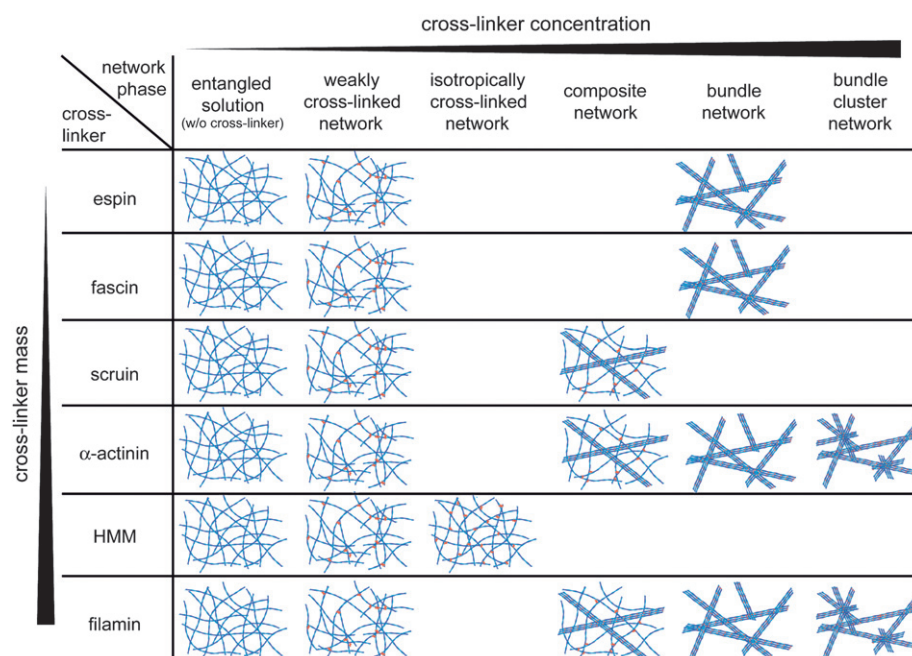 cross-linker concentration
network
phase
cross-
linker
entangled
solution
(w/o cross-linker)
weakly
cross-linked
network
isotropically
cross-linked
network
composite
network
bundle
network
bundle
cluster
network
cross-linker mass
espin
fascin
scruin
α-actinin
HMM
filamin